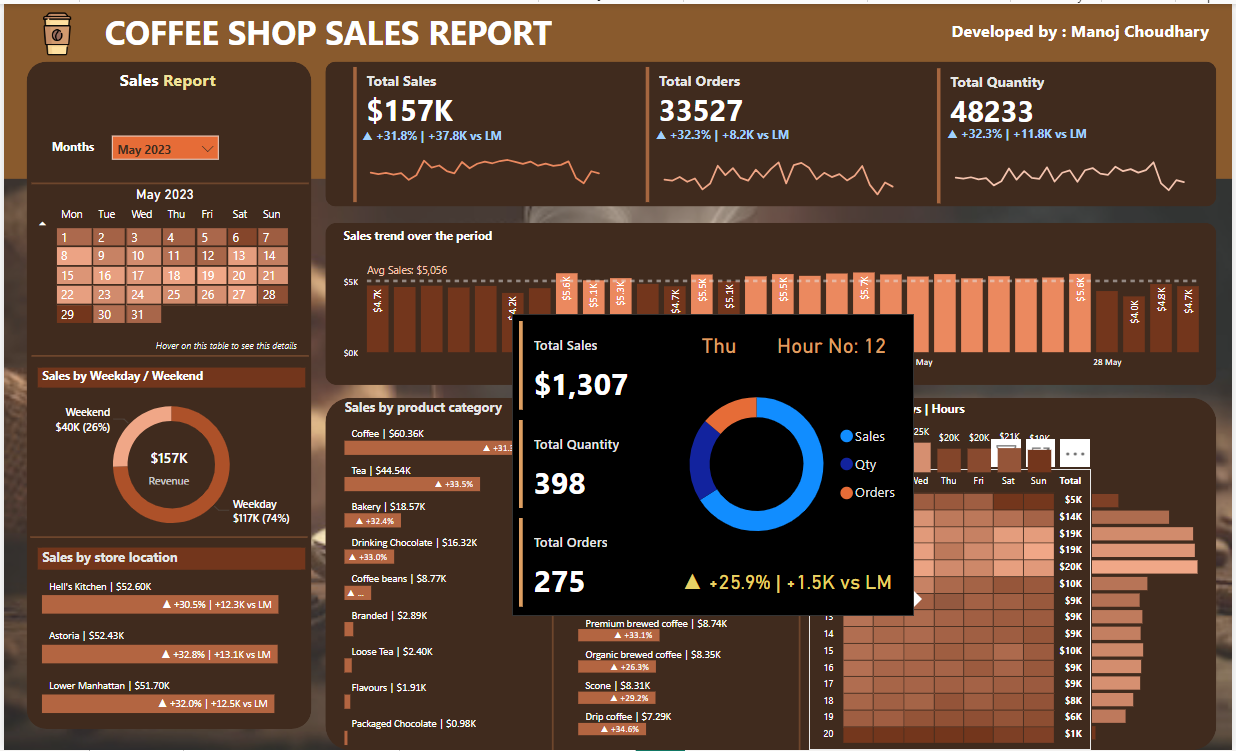 COFFEE SHOP SALES REPORT
Developed by : Manoj Choudhary
Sales Report
Months
May 2023
May 2023
Mon Tue Wed Thu Fri Sat Sun
1 2 3 4 5 6 7
8 9 10 11 12 13 14
15 16 17 18 19 20 21
22 23 24 25 26 27 28
29 30 31
Hover on this table to see this details
Sales by Weekday / Weekend
Weekend
$40K (26%)
$157K
Revenue
Weekday
$117K (74%)
Sales by store location
Hell's Kitchen | $52.60K
▲ +30.5% | +12.3K vs LM
Astoria | $52.43K
▲ +32.8% | +13.1K vs LM
Lower Manhattan | $51.70K
▲ +32.0% | +12.5K vs LM
Total Sales
$157K
▲ +31.8% | +37.8K vs LM
Total Orders
33527
▲ +32.3% | +8.2K vs LM
Total Quantity
48233
▲ +32.3% | +11.8K vs LM
Sales trend over the period
Avg Sales: $5,056
$5K
$0K
$4.7K
$5.6K
$5.1K
$5.3K
$4.7K
$5.5K
$5.1K
$5.5K
$5.7K
$5.6K
$4.0K
$4.8K
$4.7K
May
28 May
Sales by product category
Coffee | $60.36K
Tea | $44.54K
▲ +33.5%
Bakery | $18.57K
▲ +32.4%
Drinking Chocolate | $16.32K
▲ +33.0%
Coffee beans | $8.77K
▲ ...
Branded | $2.89K
Loose Tea | $2.40K
Flavours | $1.91K
Packaged Chocolate | $0.98K
Total Sales
$1,307
Total Quantity
398
Total Orders
275
Thu Hour No: 12
Sales
Qty
Orders
▲ +25.9% | +1.5K vs LM
Premium brewed coffee | $8.74K
▲ +33.1%
Organic brewed coffee | $8.35K
▲ +26.3%
Scone | $8.31K
▲ +29.2%
Drip coffee | $7.29K
▲ +34.6%
| Hours
$20K $20K $21K
Thu Fri Sat Sun Total
$5K
$14K
$19K
$19K
$20K
$10K
$9K
$9K
14 $9K
15 $10K
16 $9K
17 $9K
18 $8K
19 $6K
20 $1K